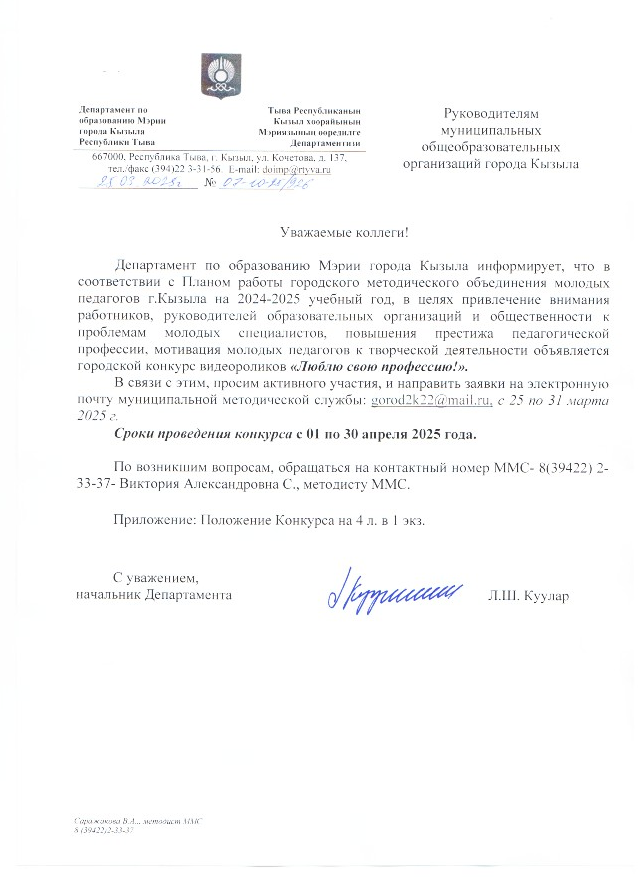 Департамент по
образованию Мэрии
города Кызыла
Республики Тыва
Тыва Республиканын
Кызыл хоорайынын
Мэриязынын өөредилге
Департаментизи
667000, Республика Тыва, г. Кызыл, ул. Кочетова, д. 137,
тел./факс (394)22 3-31-56. E-mail: doimp@rtyva.ru
25 03 2025г №
Руководителям
муниципальных
общеобразовательных
организаций города Кызыла
Уважаемые коллеги!
Департамент по образованию Мэрии города Кызыла информирует, что в
соответствии с Планом работы городского методического объединения молодых
педагогов г.Кызыла на 2024-2025 учебный год, в целях привлечение внимания
работников, руководителей образовательных организаций и общественности к
проблемам молодых специалистов, повышения престижа педагогической
профессии, мотивация молодых педагогов к творческой деятельности объявляется
городской конкурс видеороликов «Люблю свою профессию!».
В связи с этим, просим активного участия, и направить заявки на электронную
почту муниципальной методической службы: gorod2k22@mail.ru, с 25 по 31 марта
2025 г.
Сроки проведения конкурса с 01 по 30 апреля 2025 года.
По возникшим вопросам, обращаться на контактный номер ММС- 8(39422) 2-
33-37- Виктория Александровна С., методисту ММС.
Приложение: Положение Конкурса на 4 л. в 1 экз.
С уважением,
начальник Департамента
Л.Ш. Куулар
В.А., методист ММС
8 (39422)2-33-37